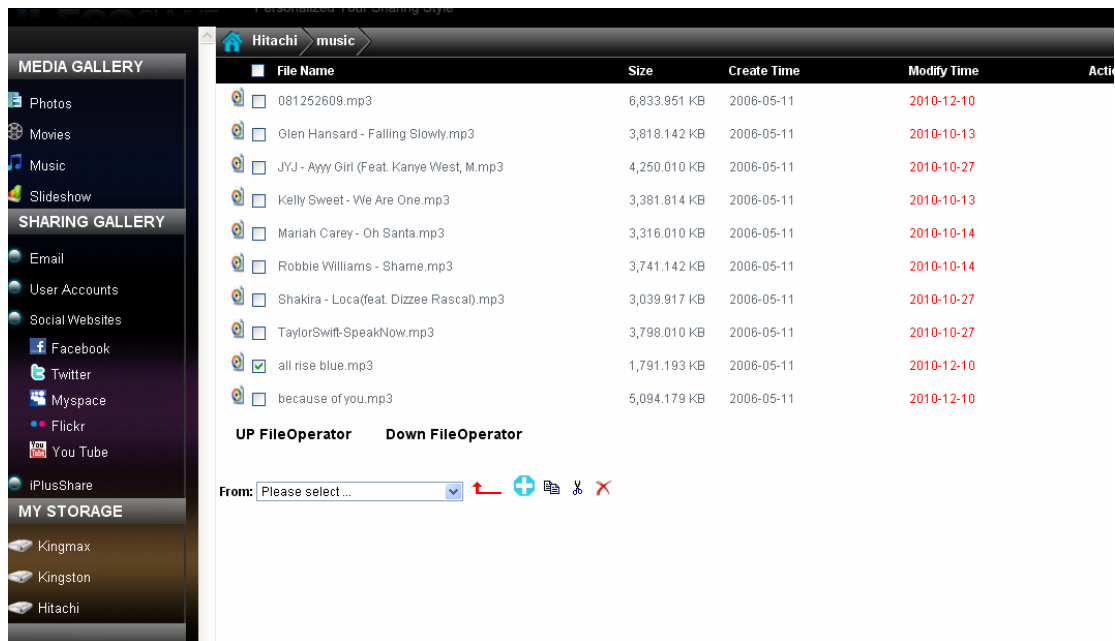 Personalized Your Sharing Style
Hitachi music
MEDIA GALLERY
Photos
Movies
Music
Slideshow
SHARING GALLERY
Email
User Accounts
Social Websites
Facebook
Twitter
Myspace
Flickr
You Tube
iPlusShare
MY STORAGE
Kingmax
Kingston
Hitachi
File Name Size Create Time Modify Time
081252609.mp3 6,833.951 KB 2006-05-11 2010-12-10
Glen Hansard - Falling Slowly.mp3 3,818.142 KB 2006-05-11 2010-10-13
JYJ - Ayyy Girl (Feat. Kanye West, M.mp3 4,250.010 KB 2006-05-11 2010-10-27
Kelly Sweet - We Are One.mp3 3,381.814 KB 2006-05-11 2010-10-13
Mariah Carey - Oh Santa.mp3 3,316.010 KB 2006-05-11 2010-10-14
Robbie Williams - Shame.mp3 3,741.142 KB 2006-05-11 2010-10-14
Shakira - Loca(feat. Dizzee Rascal).mp3 3,039.917 KB 2006-05-11 2010-10-27
TaylorSwift-SpeakNow.mp3 3,798.010 KB 2006-05-11 2010-10-27
all rise blue.mp3 1,791.193 KB 2006-05-11 2010-12-10
because of you.mp3 5,094.179 KB 2006-05-11 2010-12-10
UP FileOperator Down FileOperator
From: Please select ...